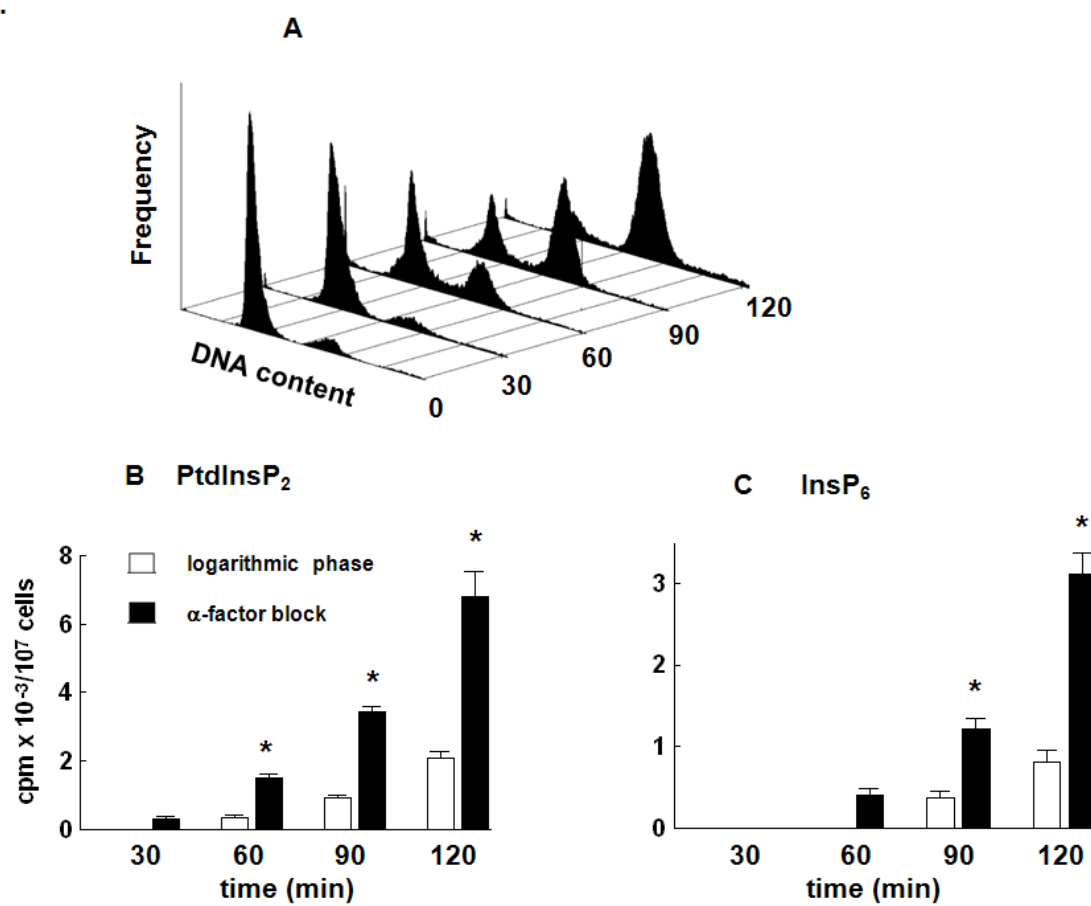 .
A
Frequency
DNA content
0
30
60
90
120
B PtdInsP₂
C InsP₆
cpm x 10⁻³/10⁷ cells
8
6
4
2
0
logarithmic phase
α-factor block
*
*
*
30 60 90 120
time (min)
3
2
1
0
*
*
30 60 90 120
time (min)